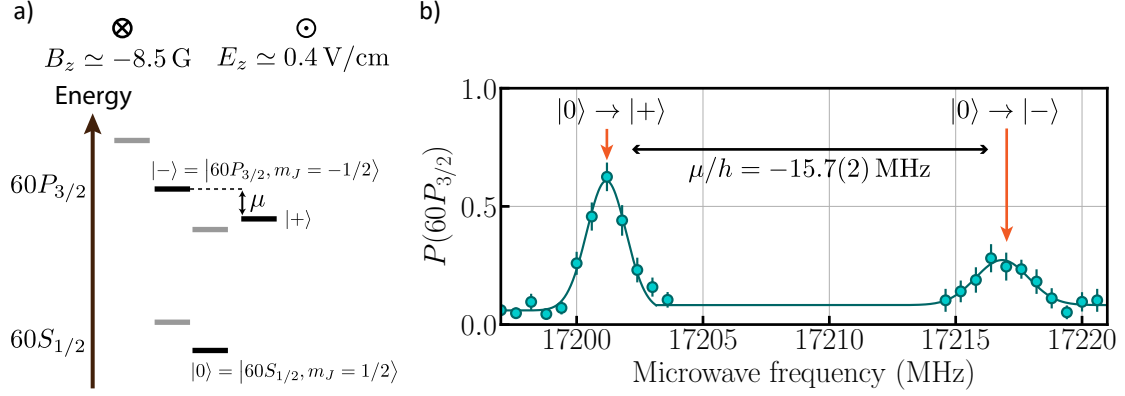 a)
B_z ≃ −8.5 G
E_z ≃ 0.4 V/cm
Energy
|−⟩ = |60P_{3/2}, m_J = −1/2⟩
60P_{3/2}
μ
|+⟩
60S_{1/2}
|0⟩ = |60S_{1/2}, m_J = 1/2⟩
b)
1.0
|0⟩ → |+⟩
|0⟩ → |−⟩
μ/h = −15.7(2) MHz
P(60P_{3/2})
0.5
0.0
17200
17205
17210
17215
17220
Microwave frequency (MHz)